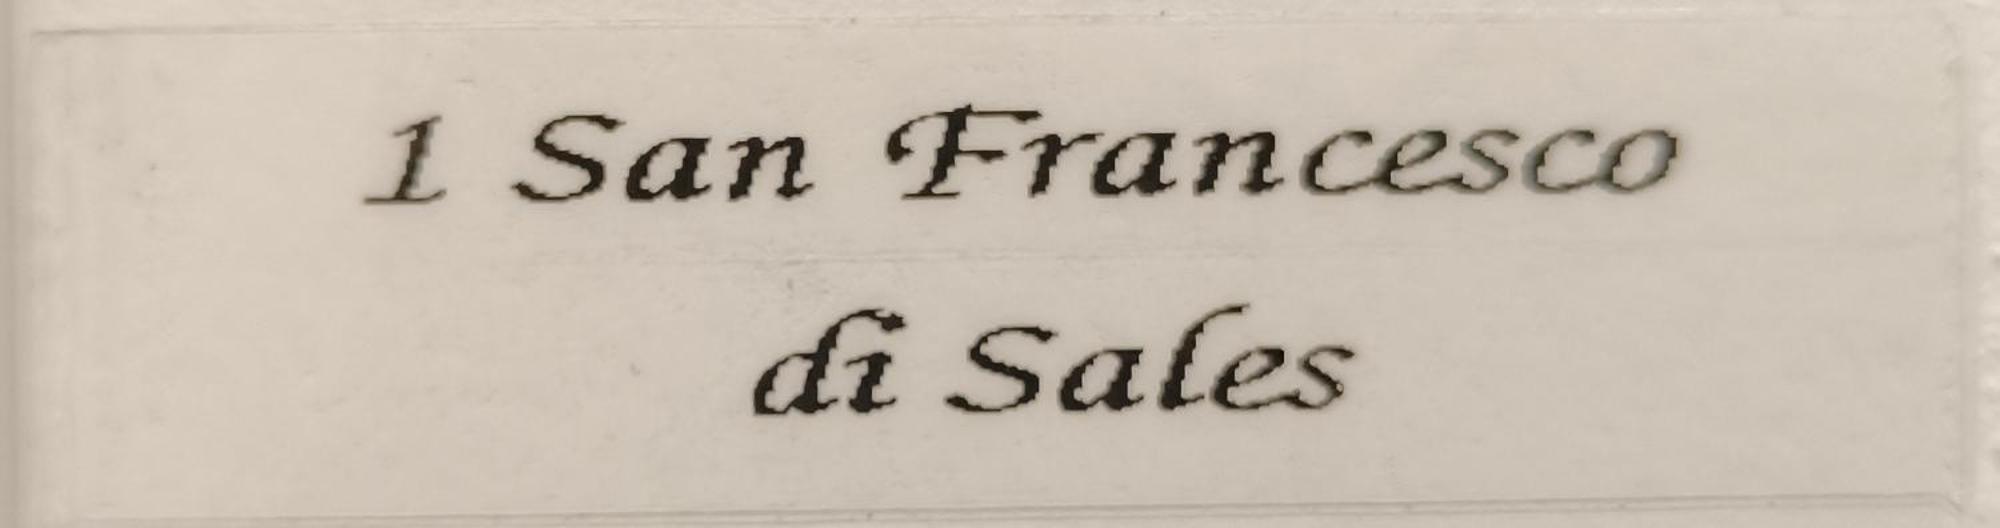 1 San Francesco
di Sales